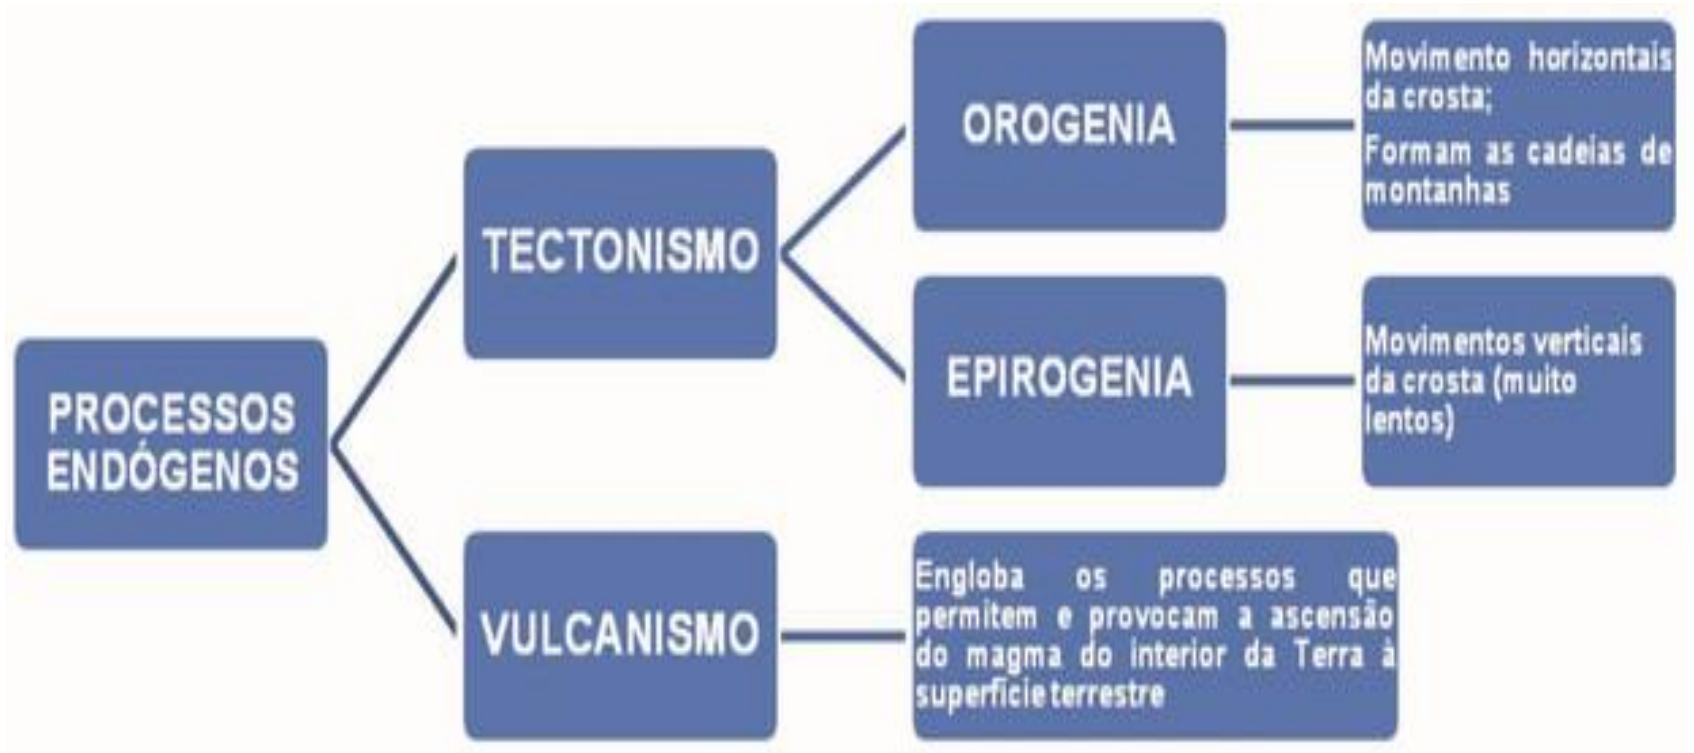 PROCESSOS
ENDÓGENOS
TECTONISMO
OROGENIA
Movimento horizontais
da crosta;
Formam as cadeias de
montanhas
EPIROGENIA
Movimentos verticais
da crosta (muito
lentos)
VULCANISMO
Engloba os processos que
permitem e provocam a ascensão
do magma do interior da Terra à
superfície terrestre